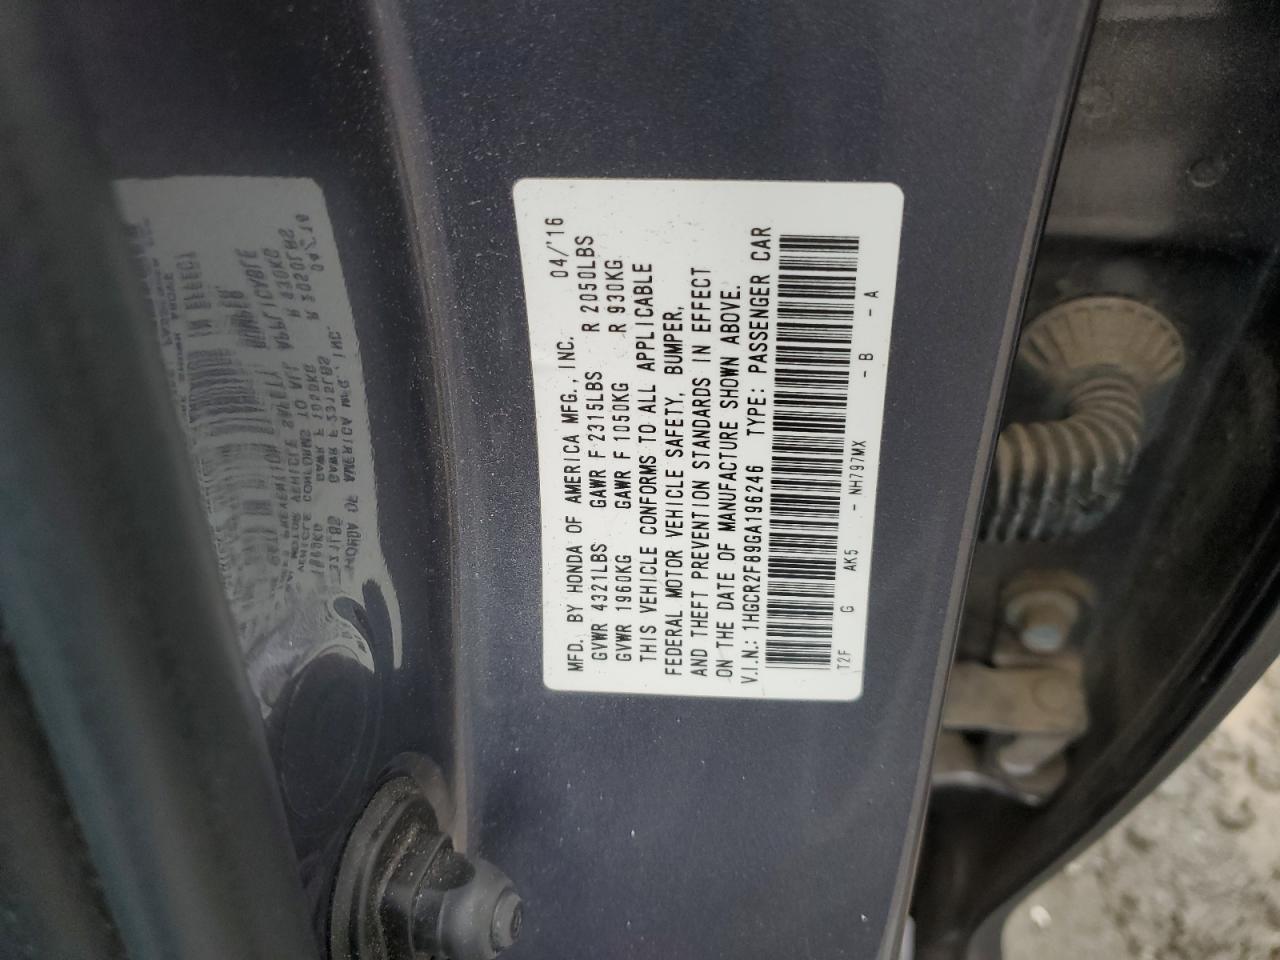 MFD. BY HONDA OF AMERICA MFG., INC. 04/'16
GVWR 4321LBS GAWR F 2315LBS R 2050LBS
GVWR 1960KG GAWR F 1050KG R 930KG
THIS VEHICLE CONFORMS TO ALL APPLICABLE
FEDERAL MOTOR VEHICLE SAFETY, BUMPER,
AND THEFT PREVENTION STANDARDS IN EFFECT
ON THE DATE OF MANUFACTURE SHOWN ABOVE.
V.I.N.: 1HGCR2F89GA196246 TYPE: PASSENGER CAR
T2F G AK5 - NH797MX - B - A